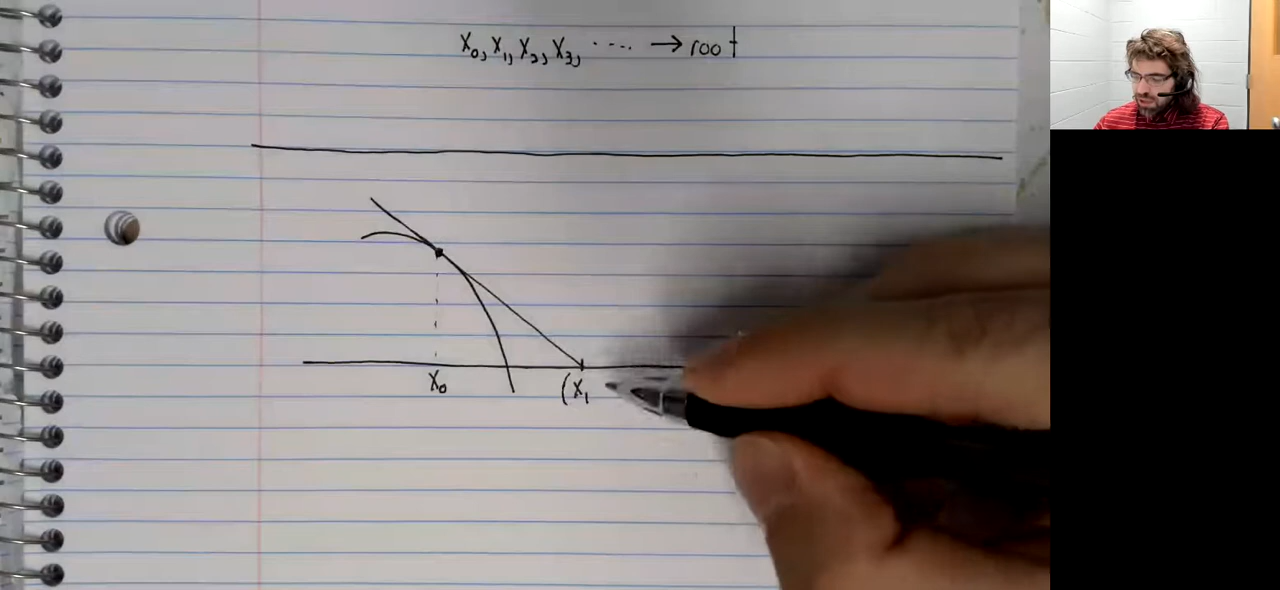 X₀, X₁, X₂, X₃, ····· → root
X₀ (X₁